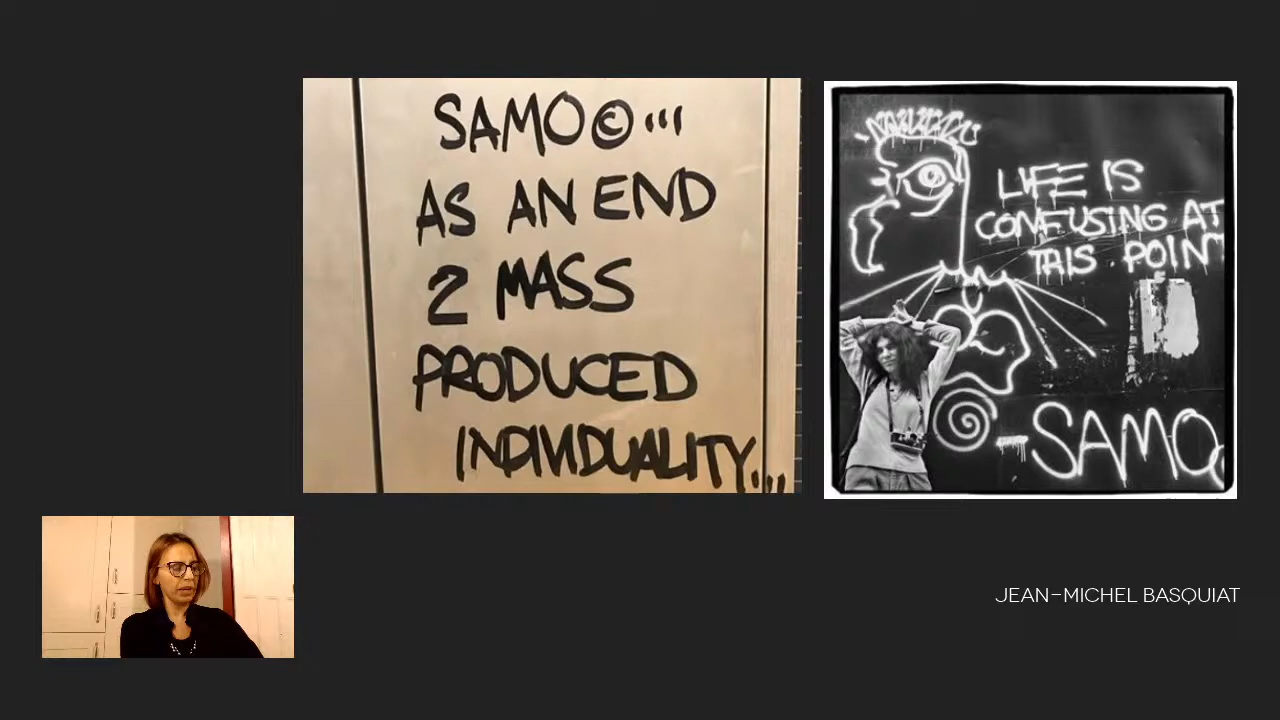 SAMO©...
AS AN END
2 MASS
PRODUCED
INDIVIDUALITY...
LIFE IS
CONFUSING AT
THIS POINT
-SAMO©
JEAN-MICHEL BASQUIAT